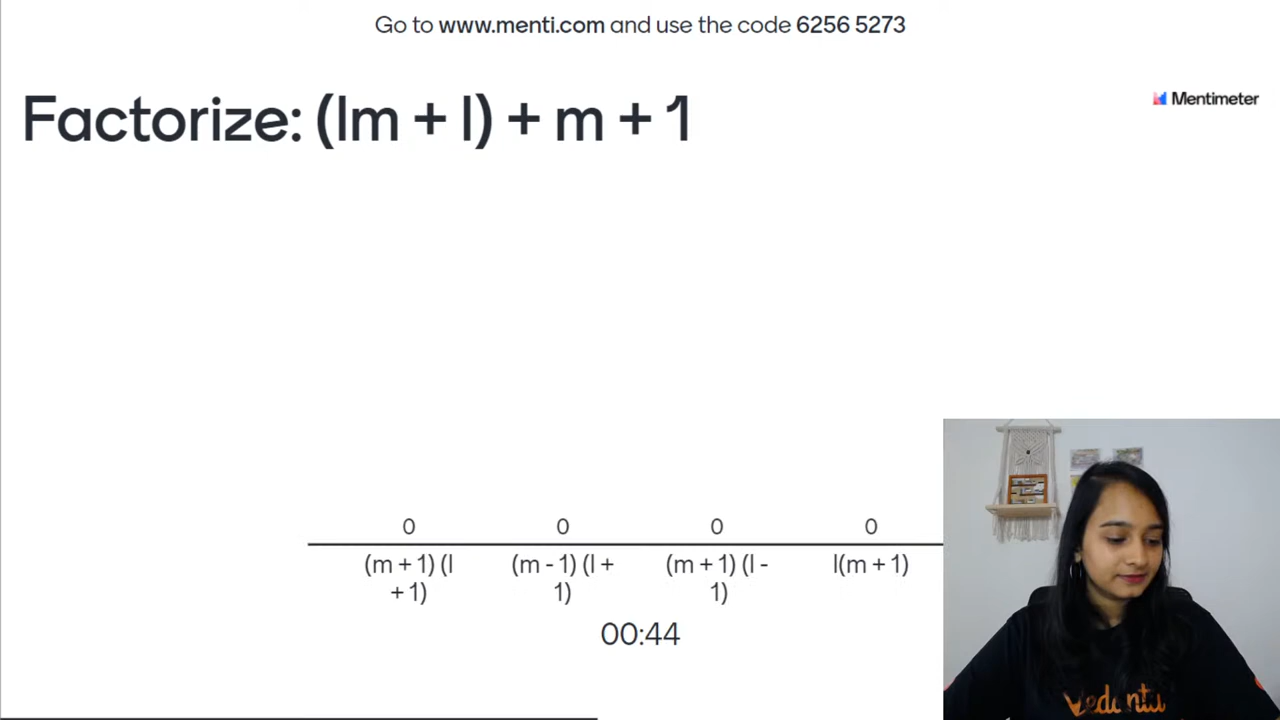 Go to www.menti.com and use the code 6256 5273
Factorize: (lm + l) + m + 1
Mentimeter
0 0 0 0
(m + 1) (l + 1)
(m - 1) (l + 1)
(m + 1) (l - 1)
l(m + 1)
00:44
Vedantu